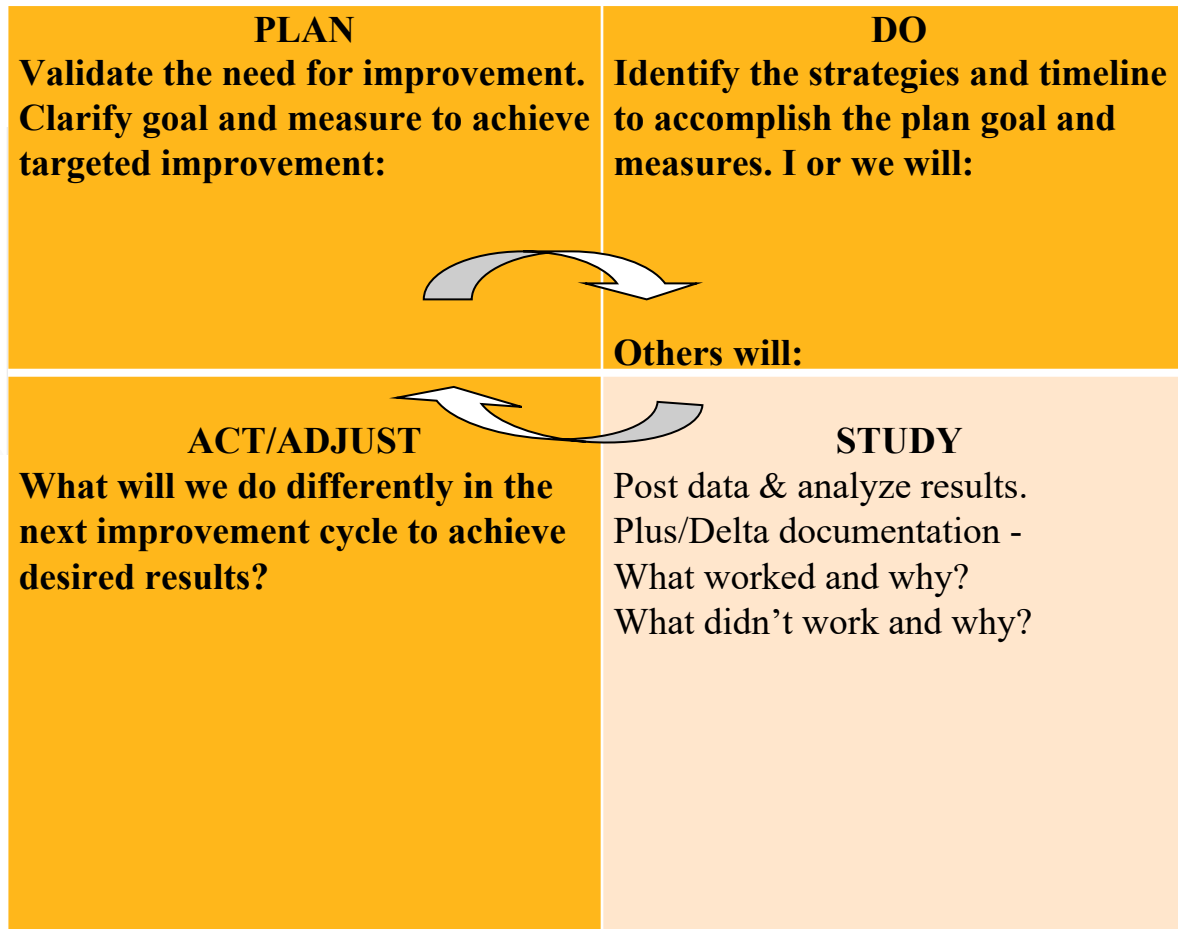 PLAN
Validate the need for improvement.
Clarify goal and measure to achieve
targeted improvement:
DO
Identify the strategies and timeline
to accomplish the plan goal and
measures. I or we will:
Others will:
ACT/ADJUST
What will we do differently in the
next improvement cycle to achieve
desired results?
STUDY
Post data & analyze results.
Plus/Delta documentation -
What worked and why?
What didn’t work and why?